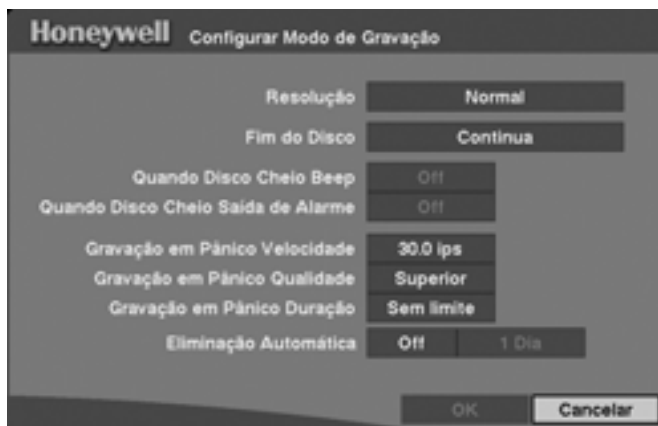 Honeywell Configurar Modo de Gravação
Resolução Normal
Fim do Disco Continua
Quando Disco Cheio Beep Off
Quando Disco Cheio Saída de Alarme Off
Gravação em Pânico Velocidade 30.0 ips
Gravação em Pânico Qualidade Superior
Gravação em Pânico Duração Sem limite
Eliminação Automática Off 1 Dia
OK Cancelar